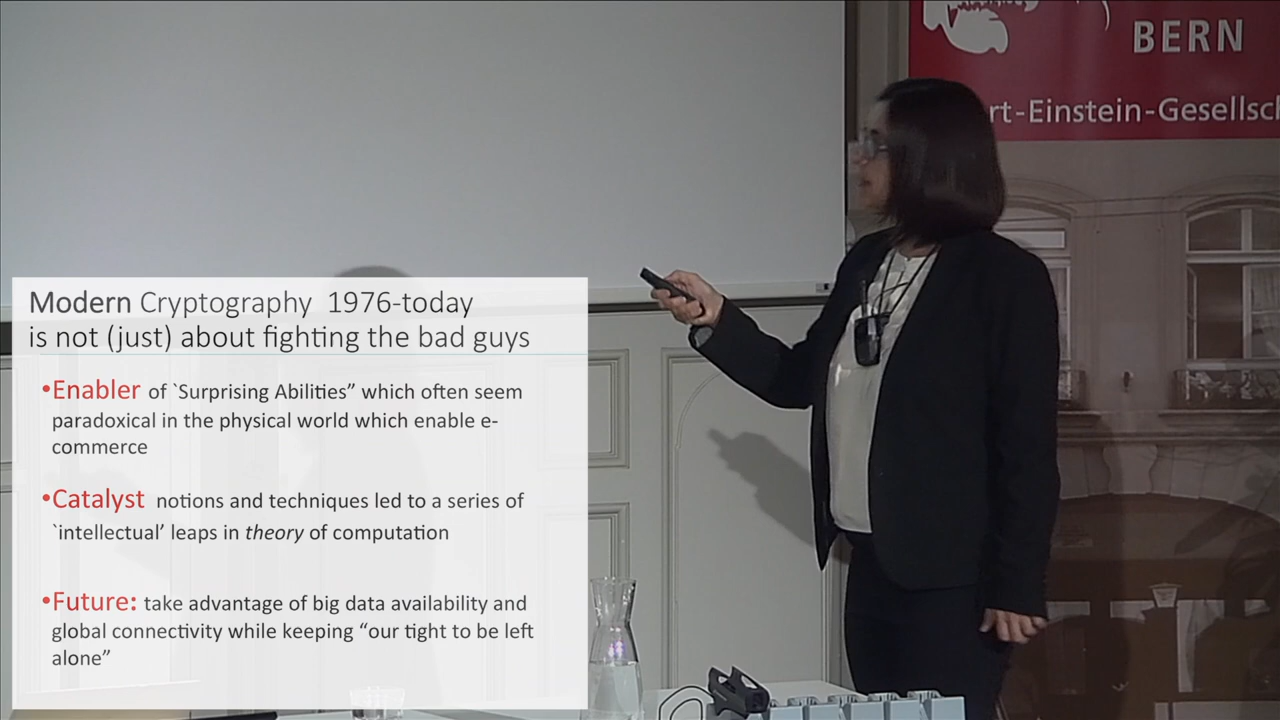 BERN
rt-Einstein-Gesellsc
Modern Cryptography 1976-today
is not (just) about fighting the bad guys
•Enabler of `Surprising Abilities” which often seem
paradoxical in the physical world which enable e-
commerce
•Catalyst notions and techniques led to a series of
`intellectual’ leaps in theory of computation
•Future: take advantage of big data availability and
global connectivity while keeping “our tight to be left
alone”